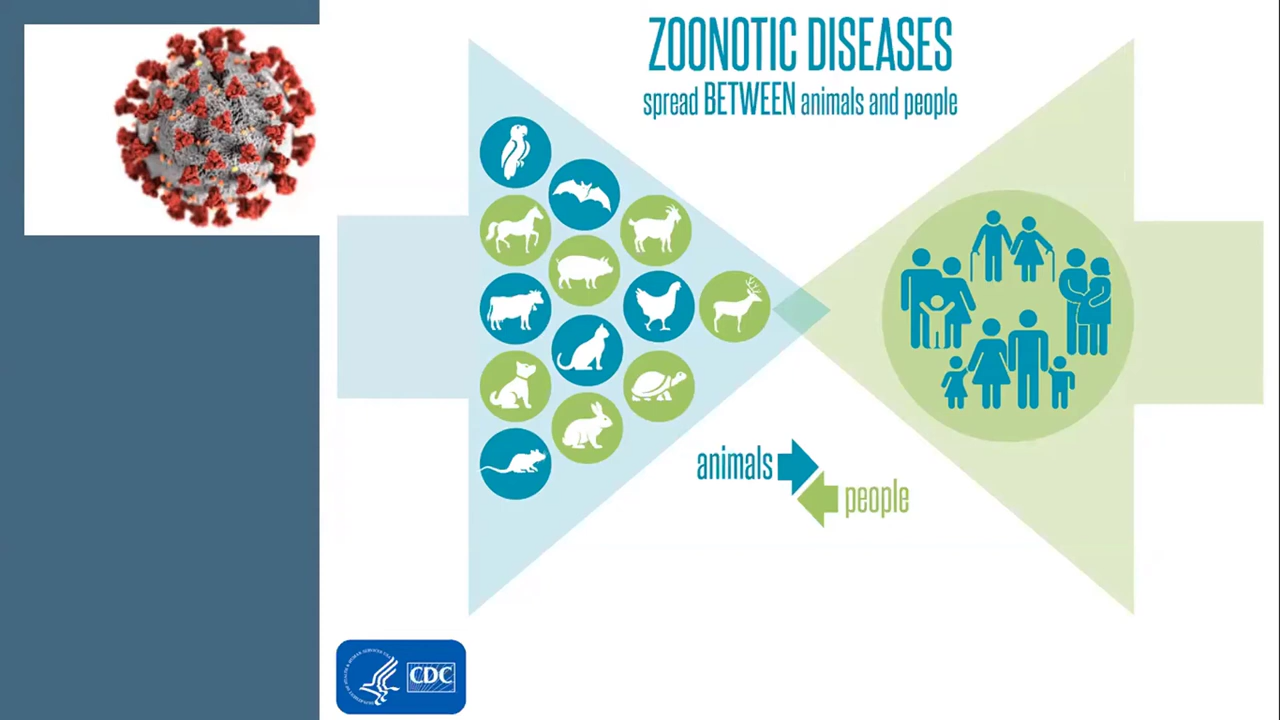 ZOONOTIC DISEASES
spread BETWEEN animals and people
animals
people
CDC